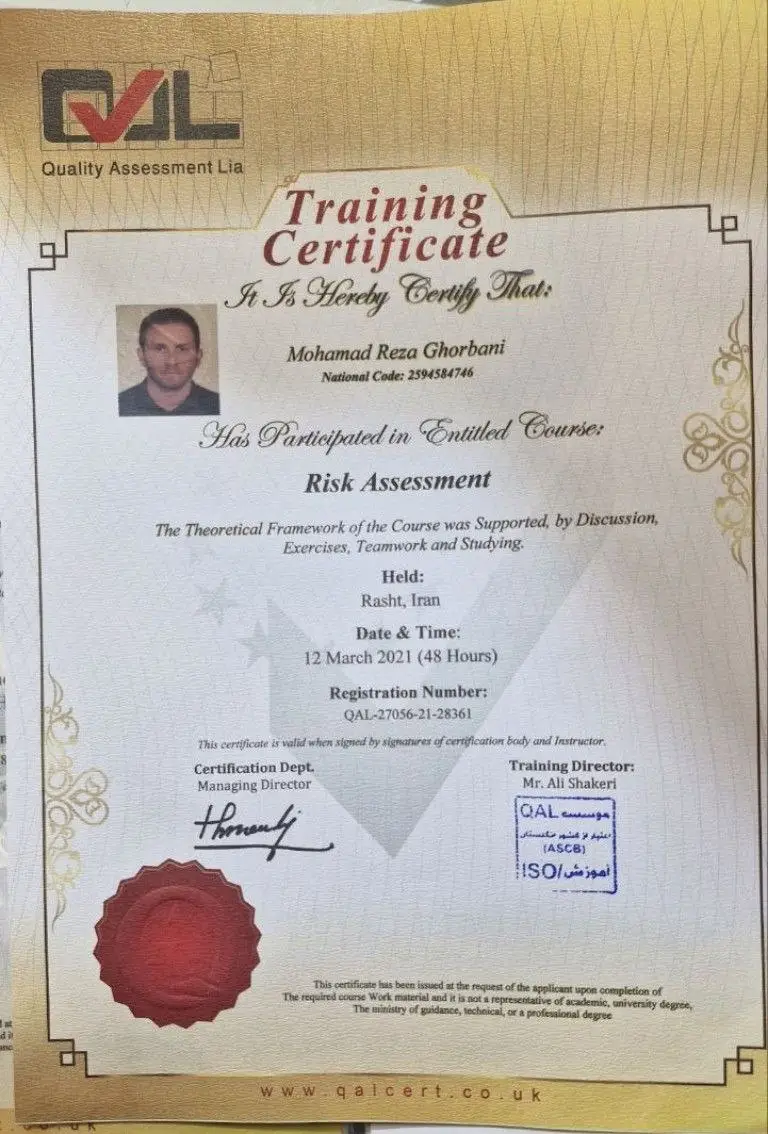 QAL
Quality Assessment Lia
Training
Certificate
It Is Hereby Certify That:
Mohamad Reza Ghorbani
National Code: 2594584746
Has Participated in Entitled Course:
Risk Assessment
The Theoretical Framework of the Course was Supported, by Discussion,
Exercises, Teamwork and Studying.
Held:
Rasht, Iran
Date & Time:
12 March 2021 (48 Hours)
Registration Number:
QAL-27056-21-28361
This certificate is valid when signed by signatures of certification body and Instructor.
Certification Dept.
Managing Director
Training Director:
Mr. Ali Shakeri
QAL موسسه
(ASCB)
ISO/آموزش
This certificate has been issued at the request of the applicant upon completion of
The required course Work material and it is not a representative of academic, university degree,
The ministry of guidance, technical, or a professional degree
www.qalcert.co.uk